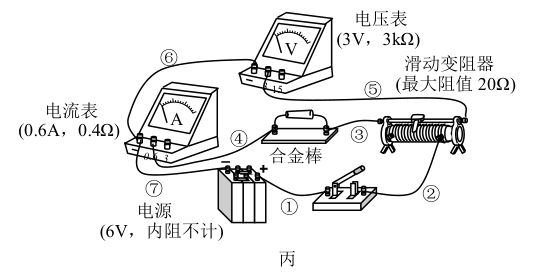 电压表
(3V，3kΩ)
⑥
V
滑动变阻器
(最大阻值 20Ω)
3 15
⑤
电流表
(0.6A，0.4Ω)
A
④
③
合金棒
⑦
− +
电源
(6V，内阻不计)
①
②
丙